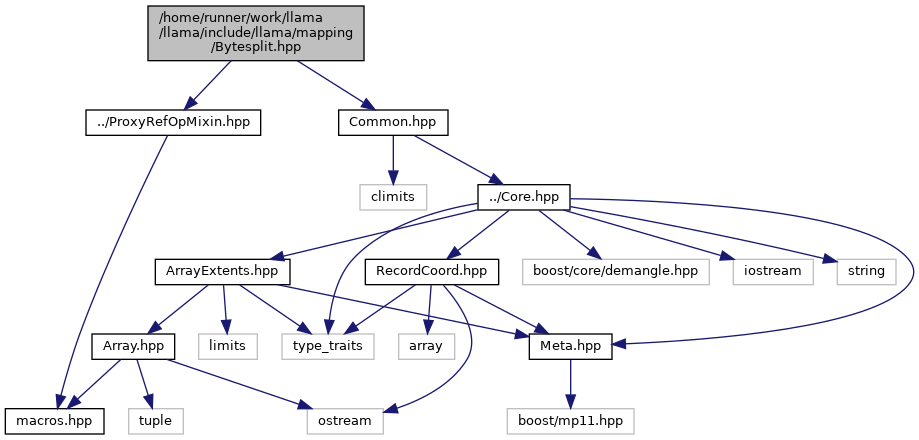 /home/runner/work/llama
/llama/include/llama/mapping
/Bytesplit.hpp
../ProxyRefOpMixin.hpp
Common.hpp
climits
../Core.hpp
ArrayExtents.hpp
RecordCoord.hpp
boost/core/demangle.hpp
iostream
string
Array.hpp
limits
type_traits
array
Meta.hpp
macros.hpp
tuple
ostream
boost/mp11.hpp